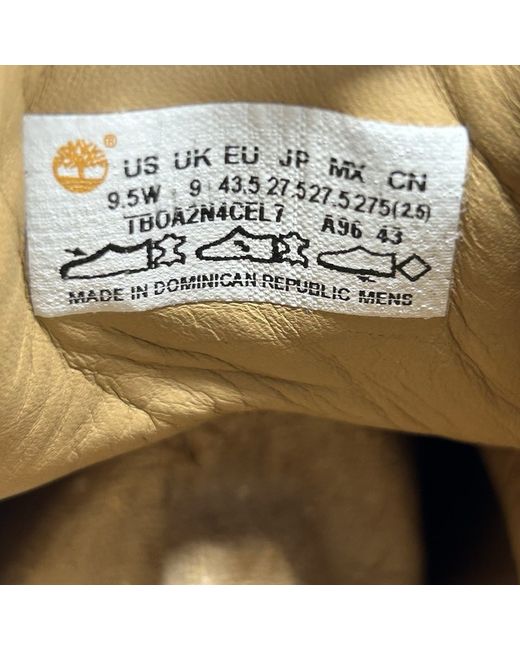 ® US UK EU JP MX CN
9.5W 9 43.5 27.5 27.5 275(2.5)
TB0A2N4CEL7 A96 43
MADE IN DOMINICAN REPUBLIC MENS